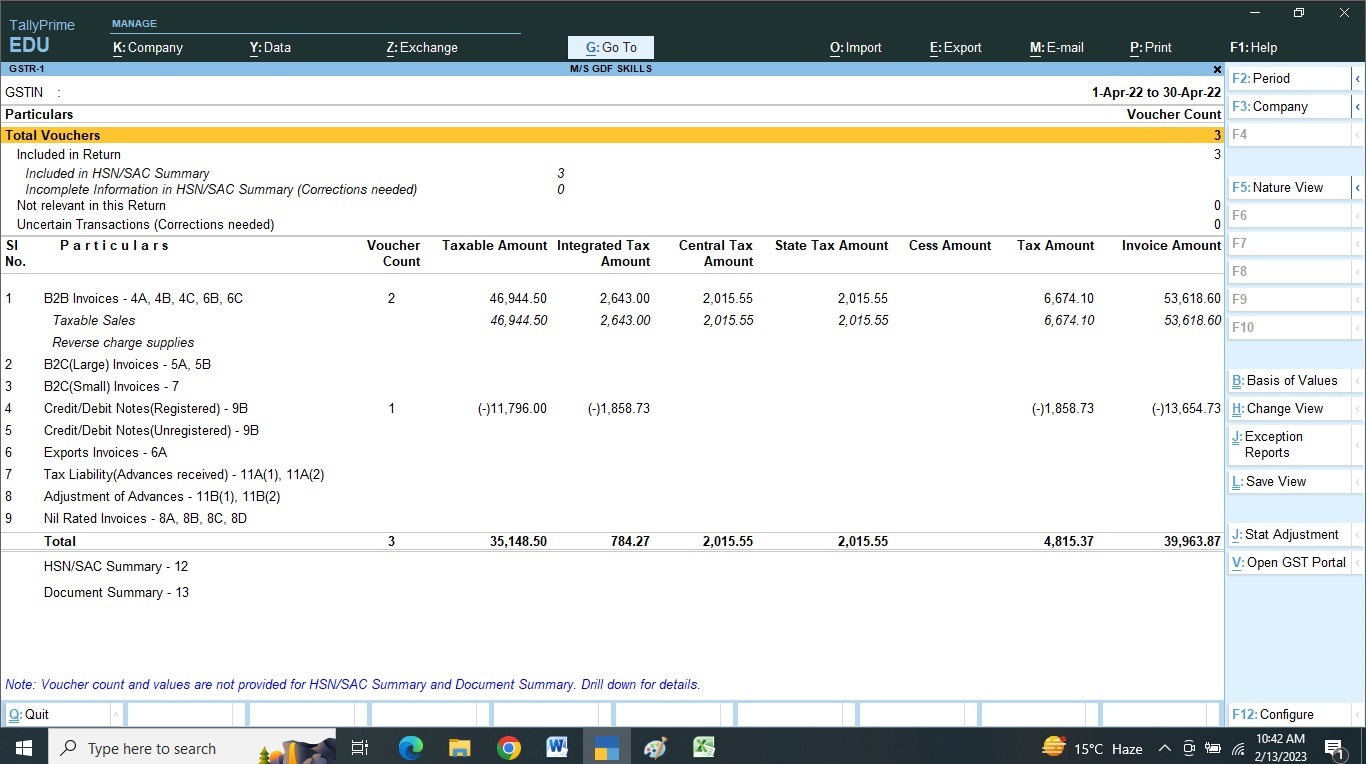 TallyPrime
EDU
MANAGE
K: Company Y: Data Z: Exchange G: Go To O: Import E: Export M: E-mail P: Print F1: Help
GSTR-1 M/S GDF SKILLS
GSTIN : 1-Apr-22 to 30-Apr-22
Particulars Voucher Count
Total Vouchers 3
Included in Return 3
Included in HSN/SAC Summary 3
Incomplete Information in HSN/SAC Summary (Corrections needed) 0
Not relevant in this Return 0
Uncertain Transactions (Corrections needed) 0
Sl Particulars Voucher Taxable Amount Integrated Tax Central Tax State Tax Amount Cess Amount Tax Amount Invoice Amount
No. Count Amount Amount
1 B2B Invoices - 4A, 4B, 4C, 6B, 6C 2 46,944.50 2,643.00 2,015.55 2,015.55 6,674.10 53,618.60
Taxable Sales 46,944.50 2,643.00 2,015.55 2,015.55 6,674.10 53,618.60
Reverse charge supplies
2 B2C(Large) Invoices - 5A, 5B
3 B2C(Small) Invoices - 7
4 Credit/Debit Notes(Registered) - 9B 1 (-)11,796.00 (-)1,858.73 (-)1,858.73 (-)13,654.73
5 Credit/Debit Notes(Unregistered) - 9B
6 Exports Invoices - 6A
7 Tax Liability(Advances received) - 11A(1), 11A(2)
8 Adjustment of Advances - 11B(1), 11B(2)
9 Nil Rated Invoices - 8A, 8B, 8C, 8D
Total 3 35,148.50 784.27 2,015.55 2,015.55 4,815.37 39,963.87
HSN/SAC Summary - 12
Document Summary - 13
Note: Voucher count and values are not provided for HSN/SAC Summary and Document Summary. Drill down for details.
Q: Quit
F2: Period
F3: Company
F4
F5: Nature View
F6
F7
F8
F9
F10
B: Basis of Values
H: Change View
J: Exception
Reports
L: Save View
J: Stat Adjustment
V: Open GST Portal
F12: Configure
Type here to search
15°C Haze
10:42 AM
2/13/2023
1